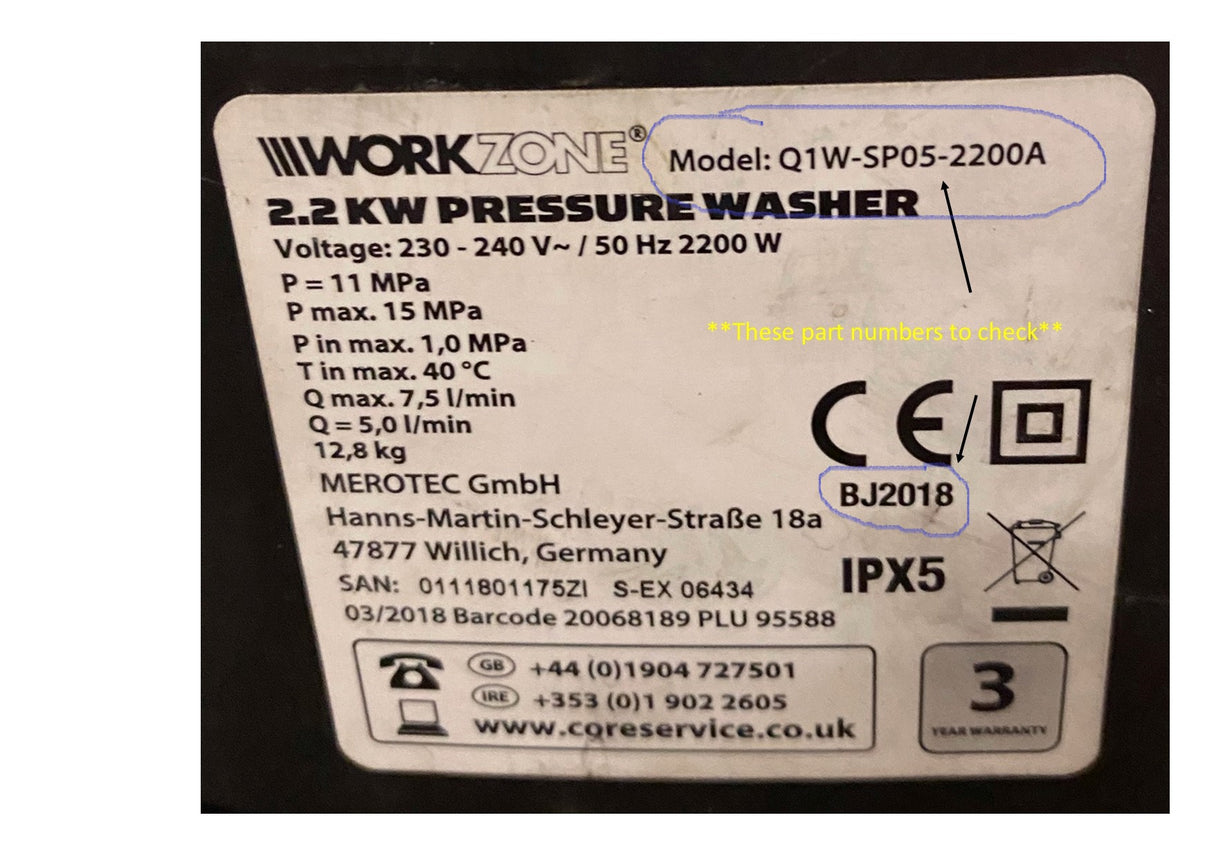 WORKZONE®
Model: Q1W-SP05-2200A
2.2 KW PRESSURE WASHER
Voltage: 230 - 240 V~ / 50 Hz 2200 W
P = 11 MPa
P max. 15 MPa
**These part numbers to check**
P in max. 1,0 MPa
T in max. 40 °C
Q max. 7,5 l/min
Q = 5,0 l/min
12,8 kg
CE
MEROTEC GmbH
BJ2018
Hanns-Martin-Schleyer-Straße 18a
47877 Willich, Germany
IPX5
SAN: 0111801175ZI S-EX 06434
03/2018 Barcode 20068189 PLU 95588
GB +44 (0)1904 727501
IRE +353 (0)1 902 2605
www.coreservice.co.uk
3
YEAR WARRANTY